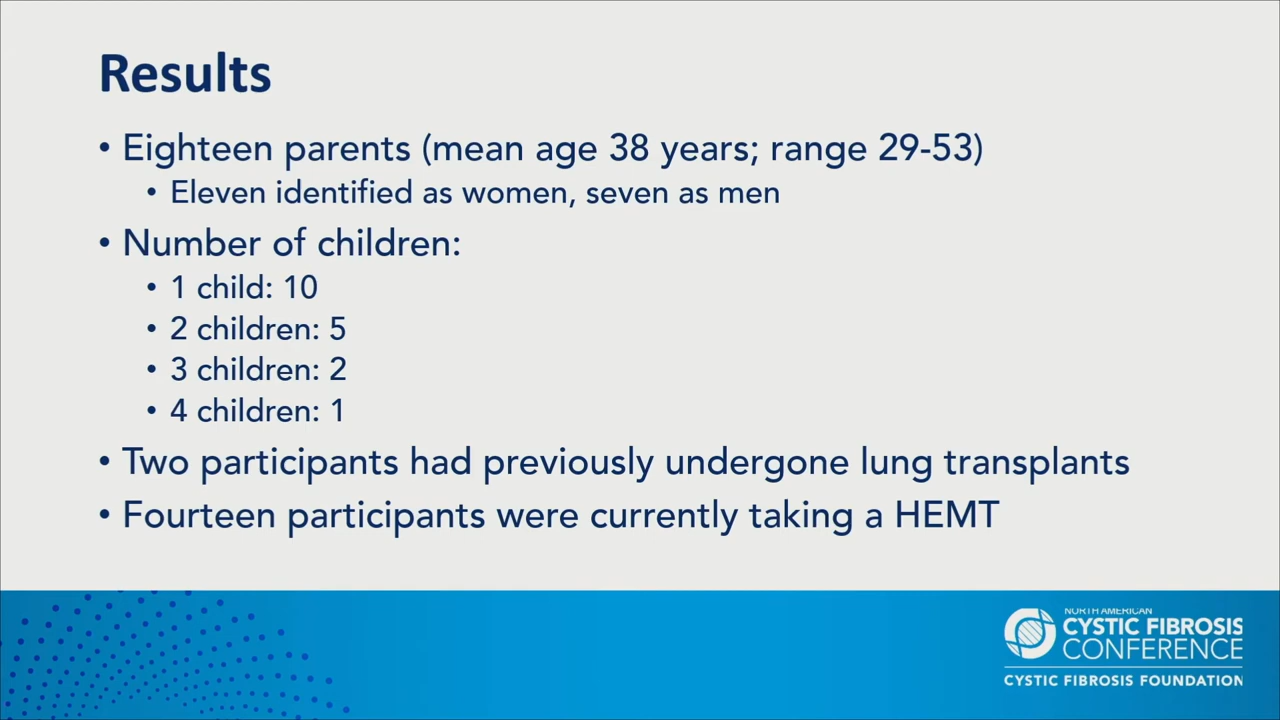 Results
• Eighteen parents (mean age 38 years; range 29-53)
• Eleven identified as women, seven as men
• Number of children:
• 1 child: 10
• 2 children: 5
• 3 children: 2
• 4 children: 1
• Two participants had previously undergone lung transplants
• Fourteen participants were currently taking a HEMT
NORTH AMERICAN
CYSTIC FIBROSIS
CONFERENCE
CYSTIC FIBROSIS FOUNDATION